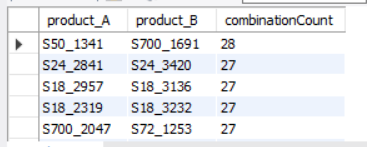 product_A product_B combinationCount
S50_1341 S700_1691 28
S24_2841 S24_3420 27
S18_2957 S18_3136 27
S18_2319 S18_3232 27
S700_2047 S72_1253 27